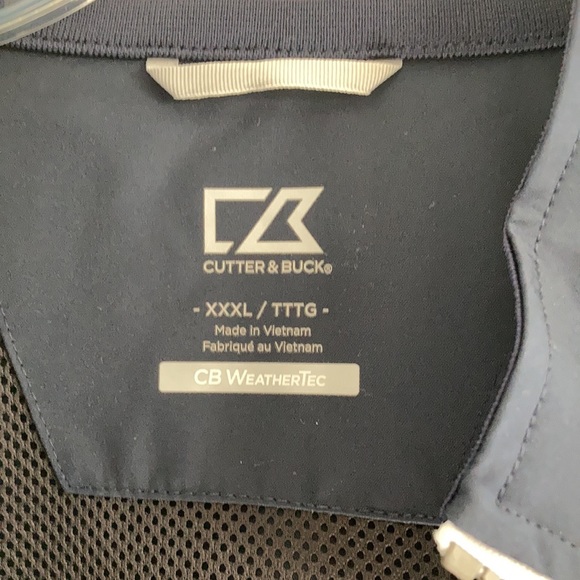 CB
CUTTER & BUCK®
- XXXL / TTTG -
Made in Vietnam
Fabriqué au Vietnam
CB WEATHERTEC